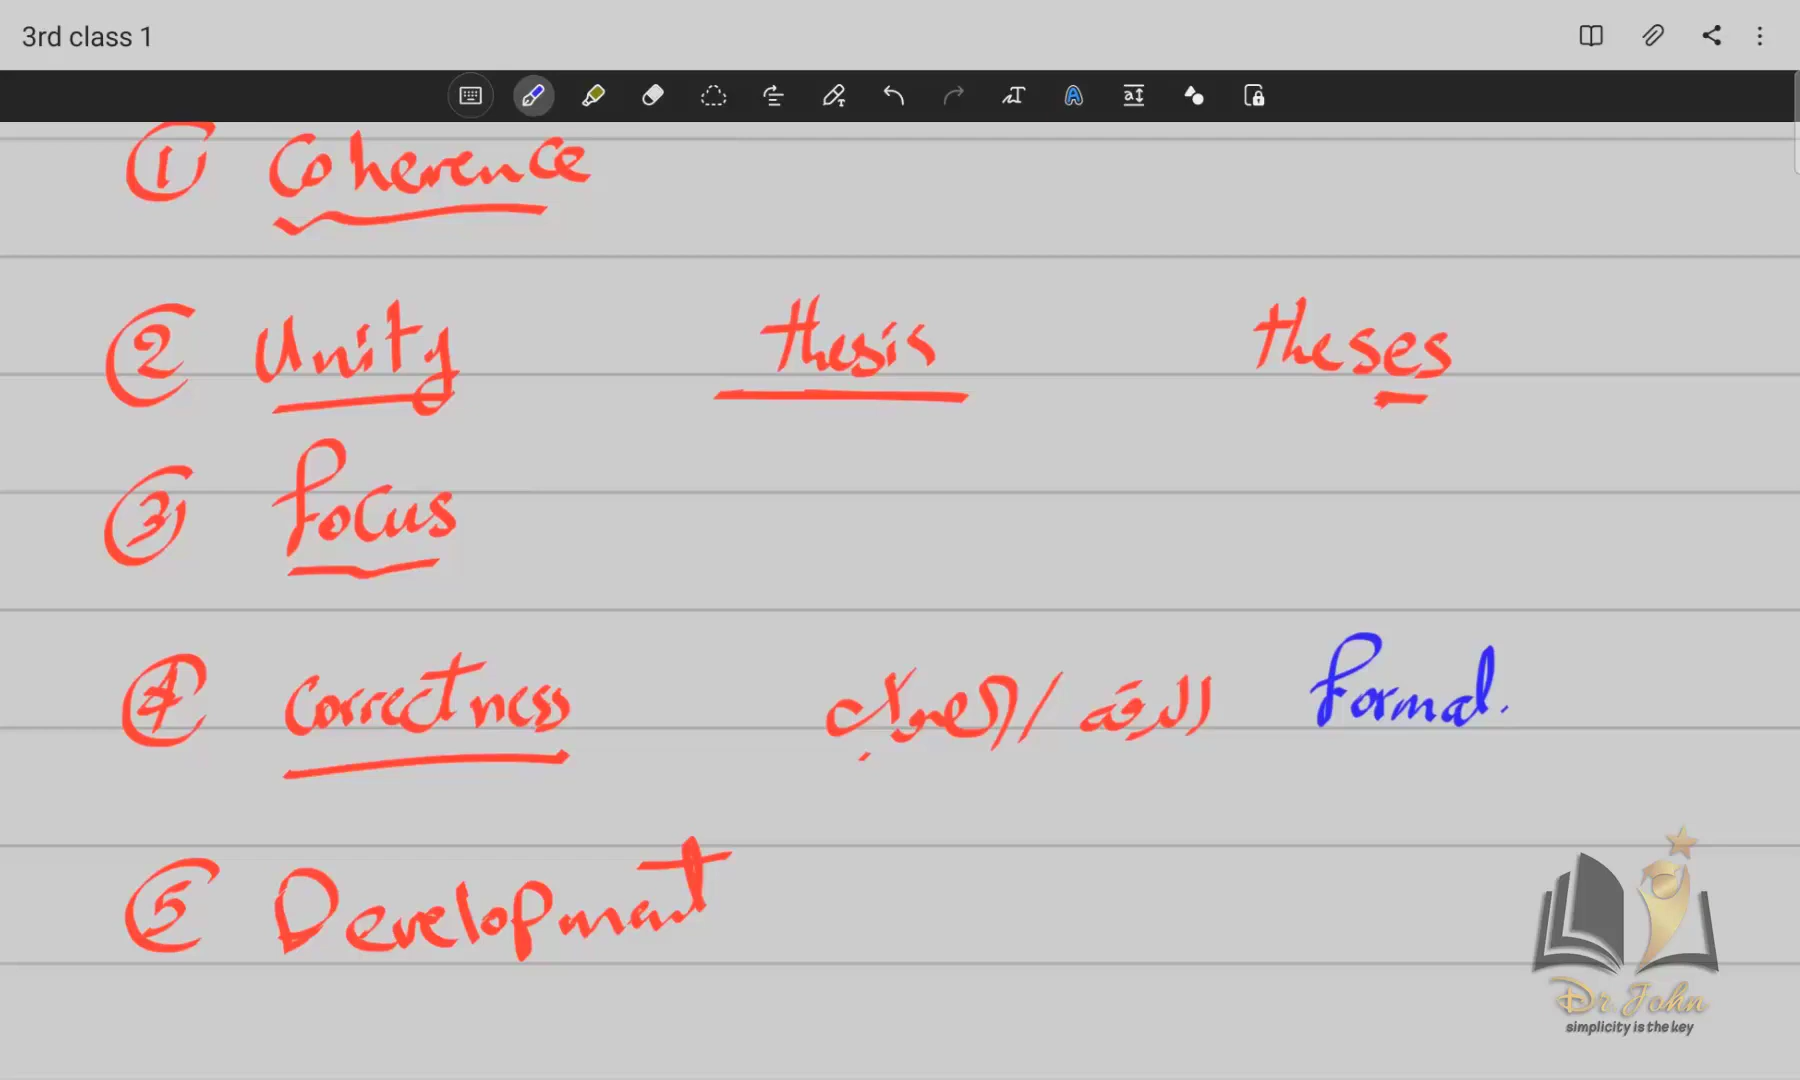 3rd class 1
① Coherence
② Unity thesis theses
③ Focus
④ Correctness الدقة / الصواب Formal.
⑤ Development
Dr John
simplicity is the key